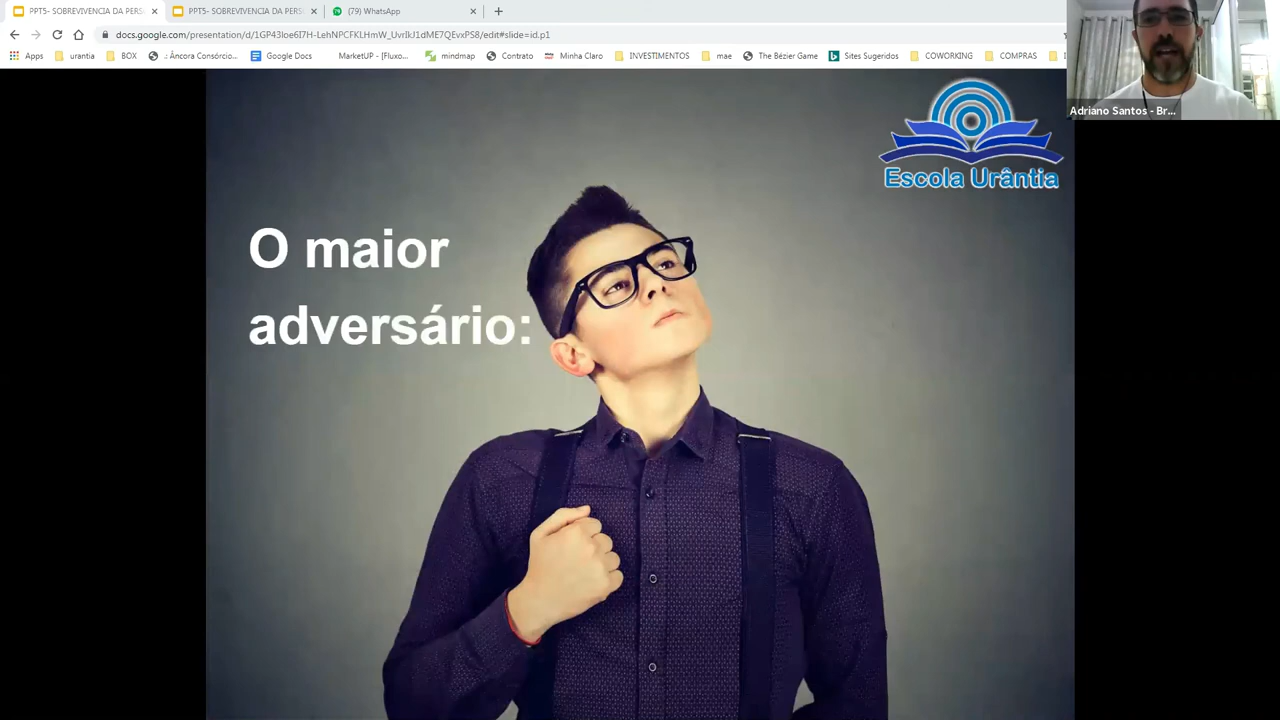 PPT5- SOBREVIVENCIA DA PERS
PPT5- SOBREVIVENCIA DA PERS
(79) WhatsApp
docs.google.com/presentation/d/1GP43Ioe6I7H-LehNPCFKLHmW_UvrIkJ1dME7QEvxPS8/edit#slide=id.p1
Apps
urantia
BOX
Âncora Consórcio...
Google Docs
MarketUP - [Fluxo...
mindmap
Contrato
Minha Claro
INVESTIMENTOS
mae
The Bézier Game
Sites Sugeridos
COWORKING
COMPRAS
Adriano Santos - Br...
Escola Urântia
O maior
adversário: